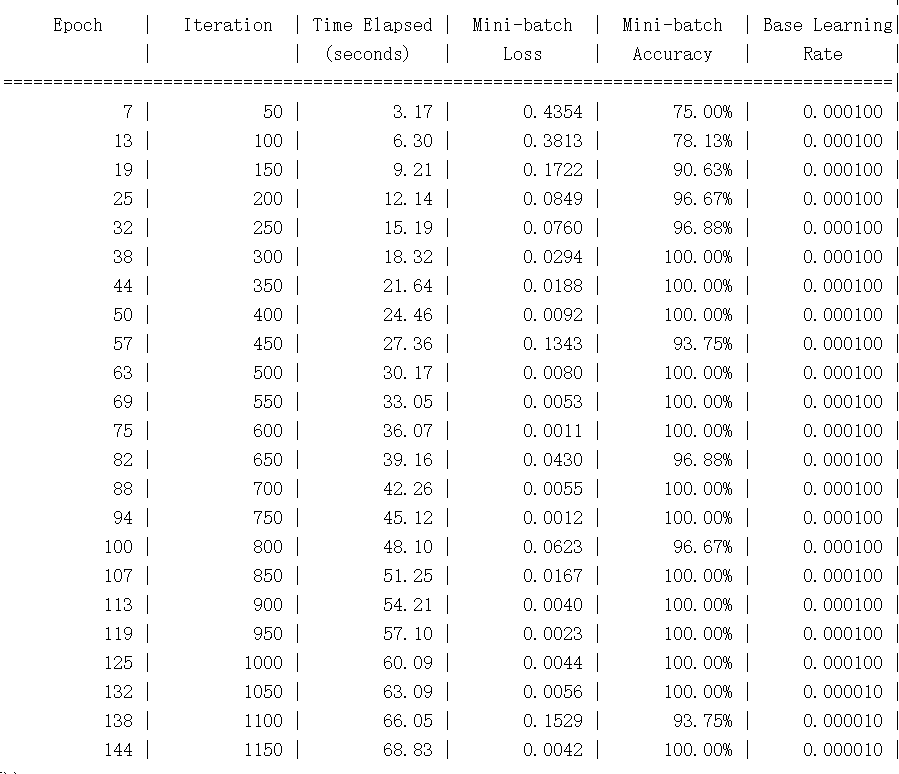 Epoch | Iteration | Time Elapsed | Mini-batch | Mini-batch | Base Learning|
| | (seconds) | Loss | Accuracy | Rate |
=========================================================================================|
7 | 50 | 3.17 | 0.4354 | 75.00% | 0.000100 |
13 | 100 | 6.30 | 0.3813 | 78.13% | 0.000100 |
19 | 150 | 9.21 | 0.1722 | 90.63% | 0.000100 |
25 | 200 | 12.14 | 0.0849 | 96.67% | 0.000100 |
32 | 250 | 15.19 | 0.0760 | 96.88% | 0.000100 |
38 | 300 | 18.32 | 0.0294 | 100.00% | 0.000100 |
44 | 350 | 21.64 | 0.0188 | 100.00% | 0.000100 |
50 | 400 | 24.46 | 0.0092 | 100.00% | 0.000100 |
57 | 450 | 27.36 | 0.1343 | 93.75% | 0.000100 |
63 | 500 | 30.17 | 0.0080 | 100.00% | 0.000100 |
69 | 550 | 33.05 | 0.0053 | 100.00% | 0.000100 |
75 | 600 | 36.07 | 0.0011 | 100.00% | 0.000100 |
82 | 650 | 39.16 | 0.0430 | 96.88% | 0.000100 |
88 | 700 | 42.26 | 0.0055 | 100.00% | 0.000100 |
94 | 750 | 45.12 | 0.0012 | 100.00% | 0.000100 |
100 | 800 | 48.10 | 0.0623 | 96.67% | 0.000100 |
107 | 850 | 51.25 | 0.0167 | 100.00% | 0.000100 |
113 | 900 | 54.21 | 0.0040 | 100.00% | 0.000100 |
119 | 950 | 57.10 | 0.0023 | 100.00% | 0.000100 |
125 | 1000 | 60.09 | 0.0044 | 100.00% | 0.000100 |
132 | 1050 | 63.09 | 0.0056 | 100.00% | 0.000010 |
138 | 1100 | 66.05 | 0.1529 | 93.75% | 0.000010 |
144 | 1150 | 68.83 | 0.0042 | 100.00% | 0.000010 |